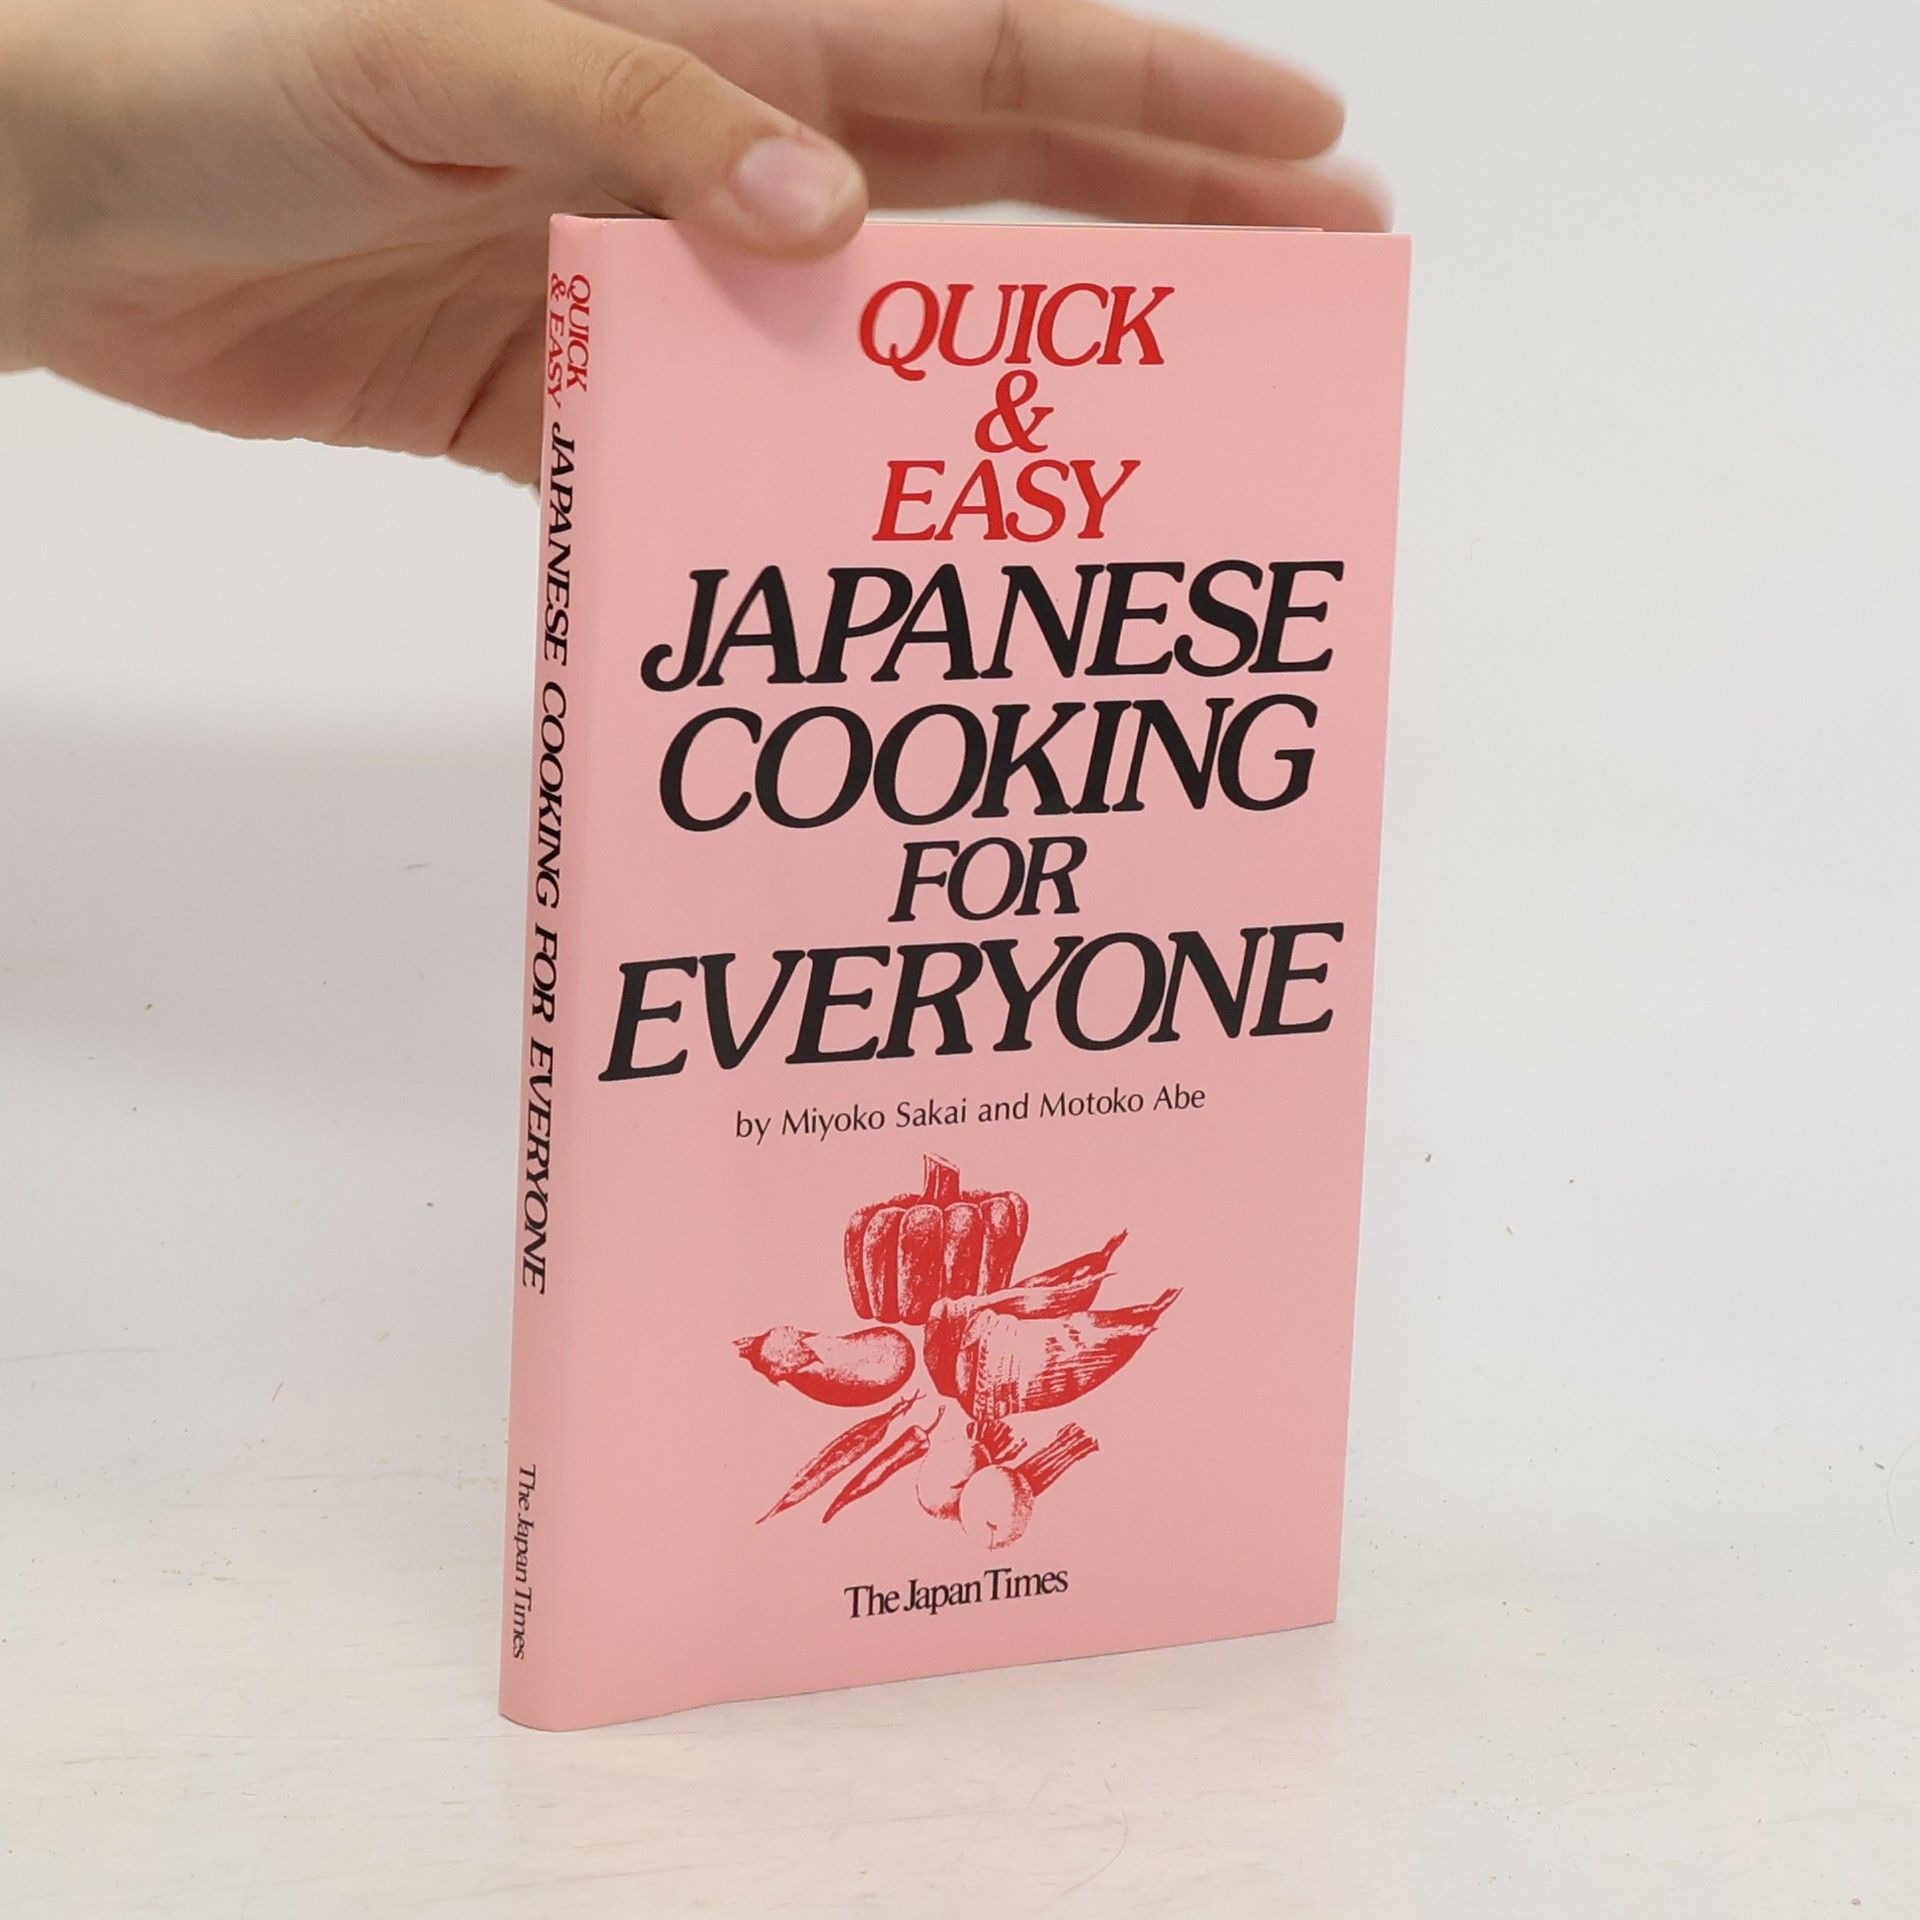 QUICK
& EASY JAPANESE COOKING FOR EVERYONE
The Japan Times
QUICK
&
EASY
JAPANESE
COOKING
FOR
EVERYONE
by Miyoko Sakai and Motoko Abe
The Japan Times